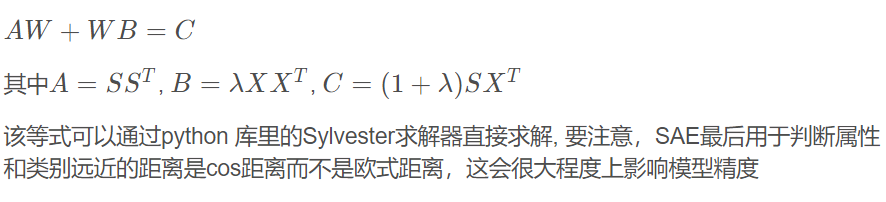 AW + WB = C
其中A = SSᵀ, B = λXXᵀ, C = (1 + λ)SXᵀ
该等式可以通过python 库里的Sylvester求解器直接求解, 要注意，SAE最后用于判断属性
和类别远近的距离是cos距离而不是欧式距离，这会很大程度上影响模型精度